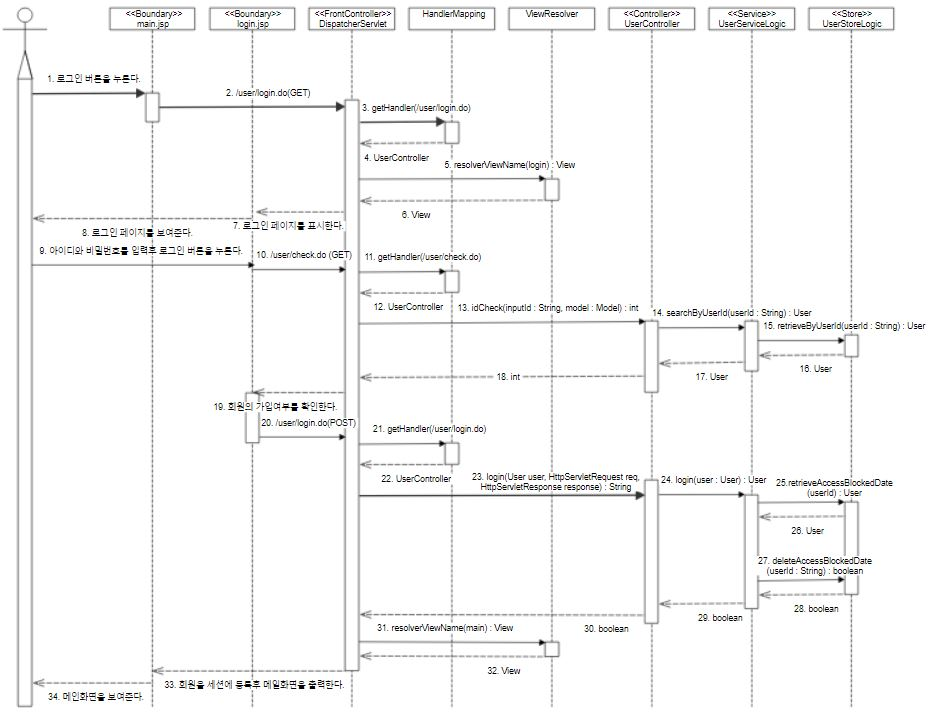 <<Boundary>>
main.jsp
<<Boundary>>
login.jsp
<<FrontController>>
DispatcherServlet
HandlerMapping
ViewResolver
<<Controller>>
UserController
<<Service>>
UserServiceLogic
<<Store>>
UserStoreLogic
1. 로그인 버튼을 누른다.
2. /user/login.do(GET)
3. getHandler(/user/login.do)
4. UserController
5. resolverViewName(login) : View
6. View
7. 로그인 페이지를 표시한다.
8. 로그인 페이지를 보여준다.
9. 아이디와 비밀번호를 입력후 로그인 버튼을 누른다.
10. /user/check.do (GET)
11. getHandler(/user/check.do)
12. UserController
13. idCheck(inputId : String, model : Model) : int
14. searchByUserId(userId : String) : User
15. retrieveByUserId(userId : String) : User
16. User
17. User
18. int
19. 회원의 가입여부를 확인한다.
20. /user/login.do(POST)
21. getHandler(/user/login.do)
22. UserController
23. login(User user, HttpServletRequest req,
HttpServletResponse response) : String
24. login(user : User) : User
25.retrieveAccessBlockedDate
(userId) : User
26. User
27. deleteAccessBlockedDate
(userId : String) : boolean
28. boolean
29. boolean
30. boolean
31. resolverViewName(main) : View
32. View
33. 회원을 세션에 등록후 메일화면을 출력한다.
34. 메인화면을 보여준다.